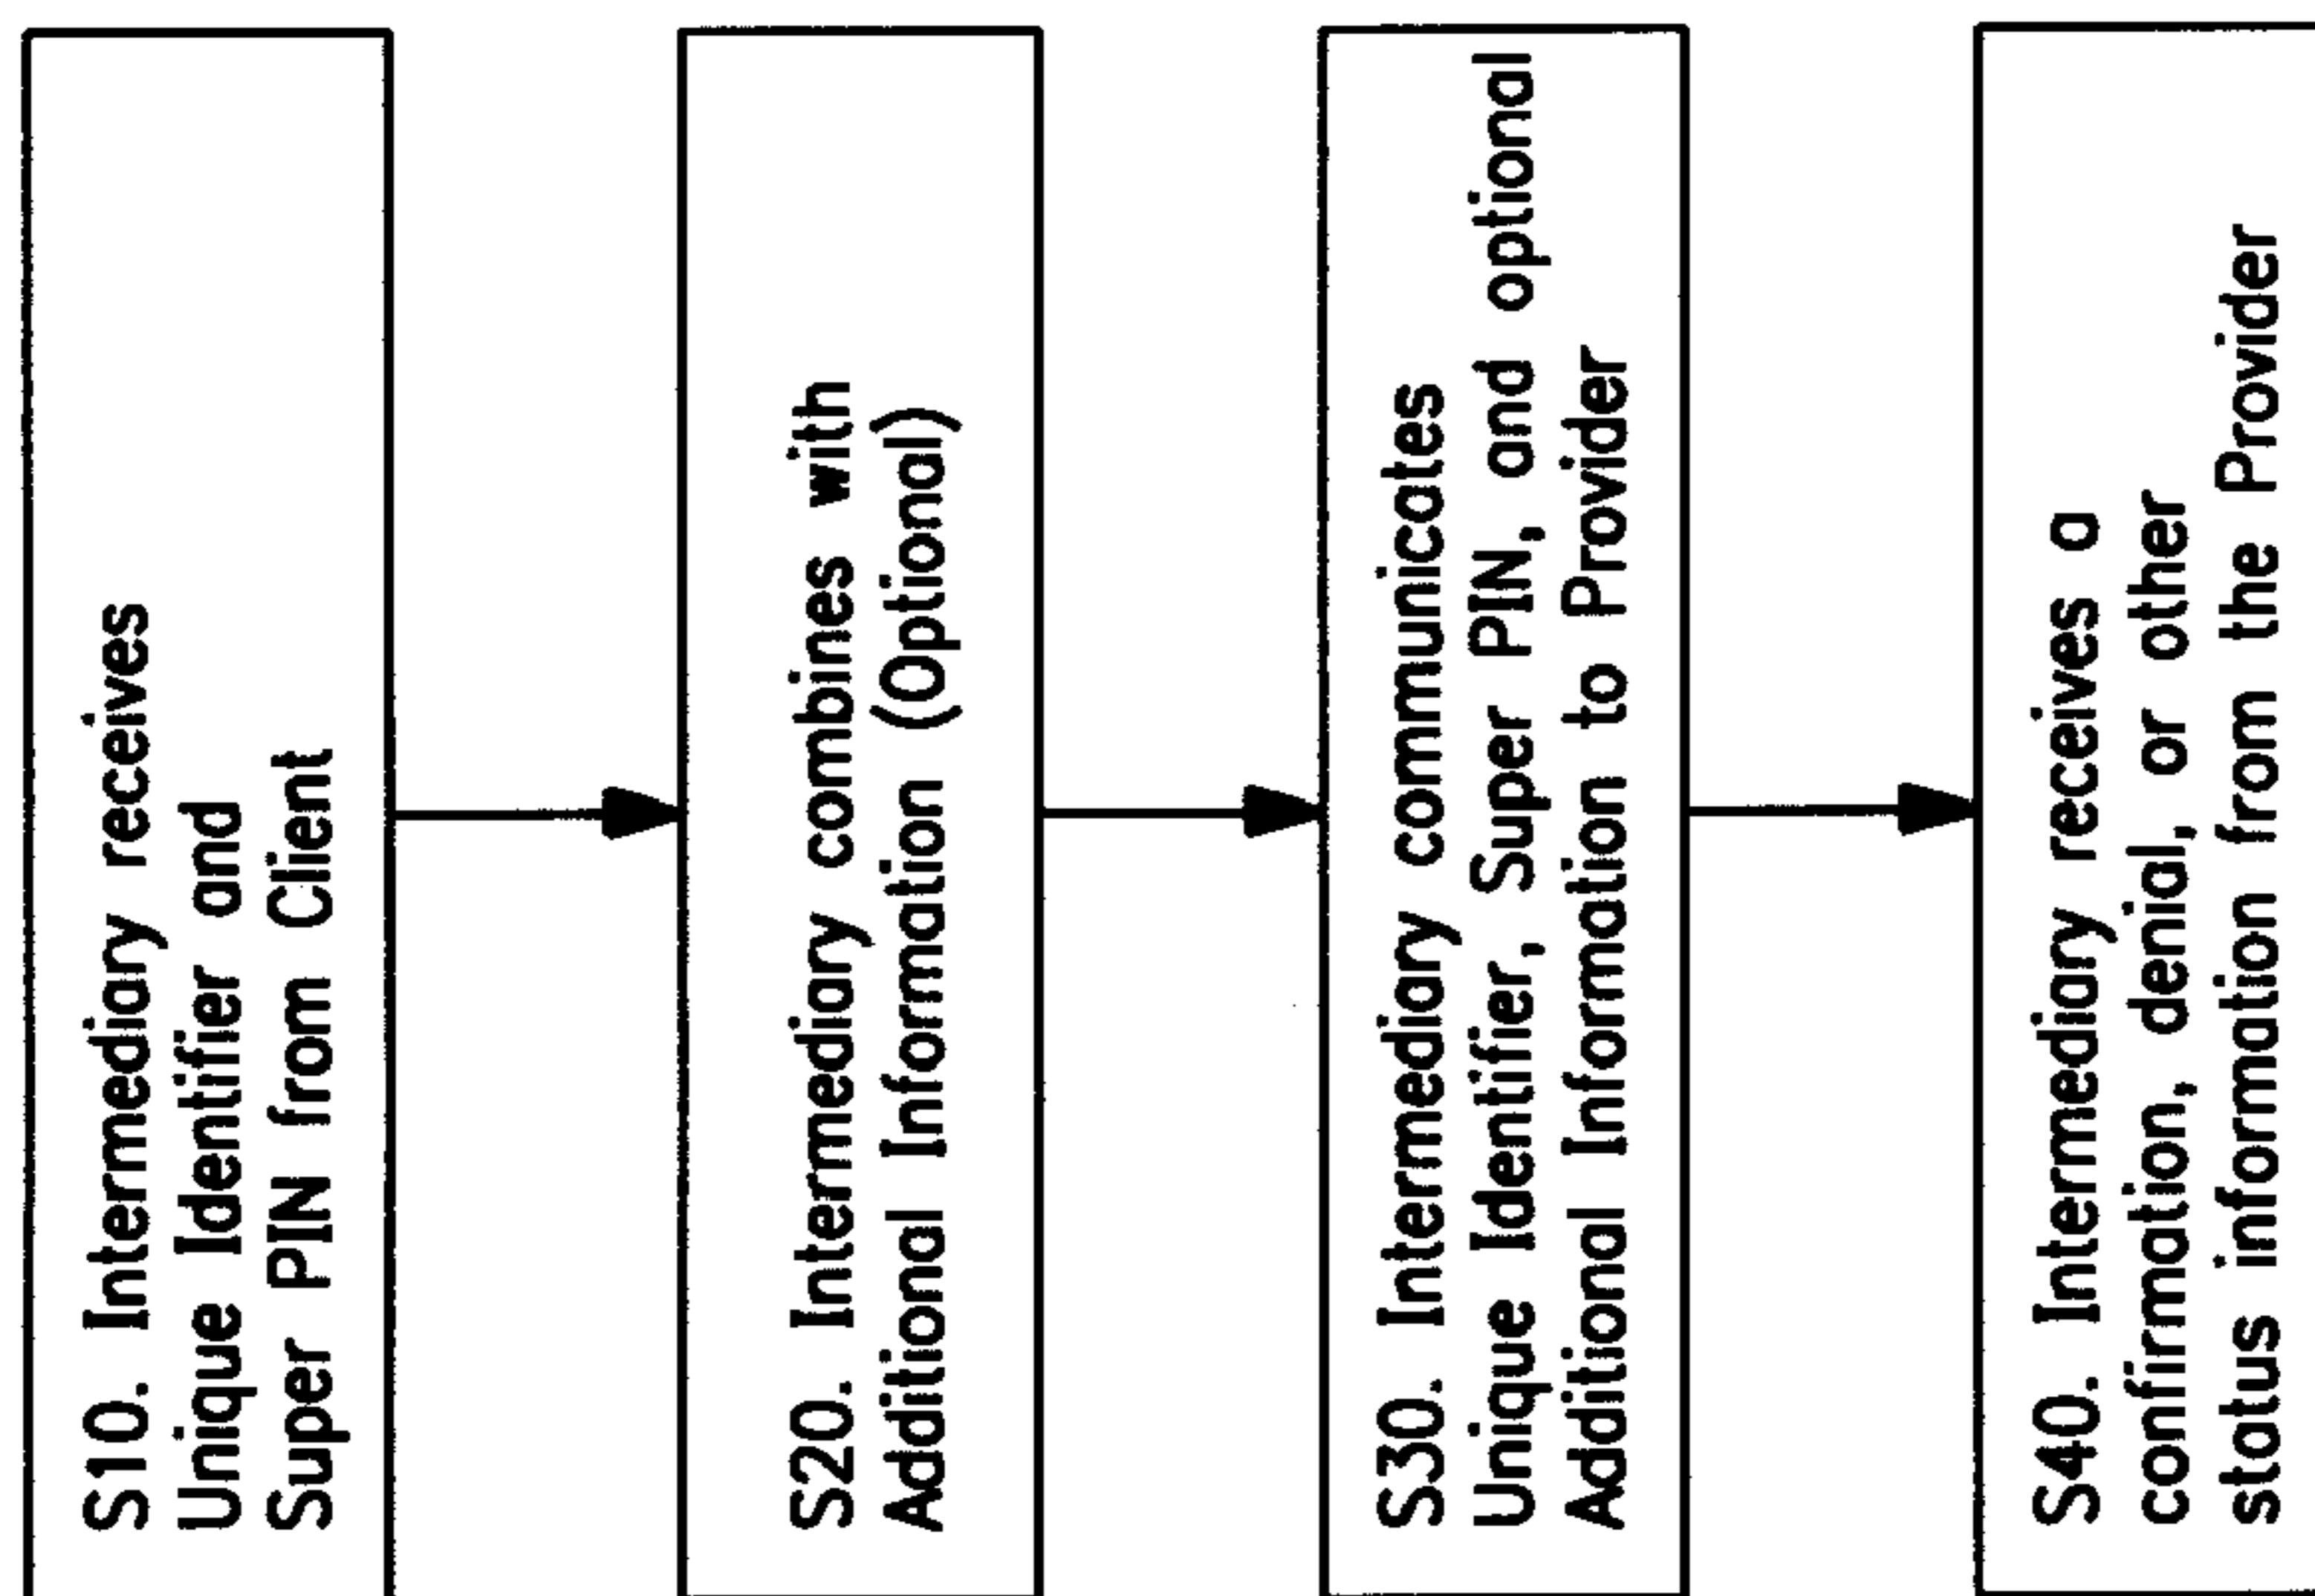 S10. Intermediary receives
Unique Identifier and
Super PIN from Client
S20. Intermediary combines with
Additional Information (Optional)
S30. Intermediary communicates
Unique Identifier, Super PIN, and optional
Additional Information to Provider
S40. Intermediary receives a
confirmation, denial, or other
status information from the Provider